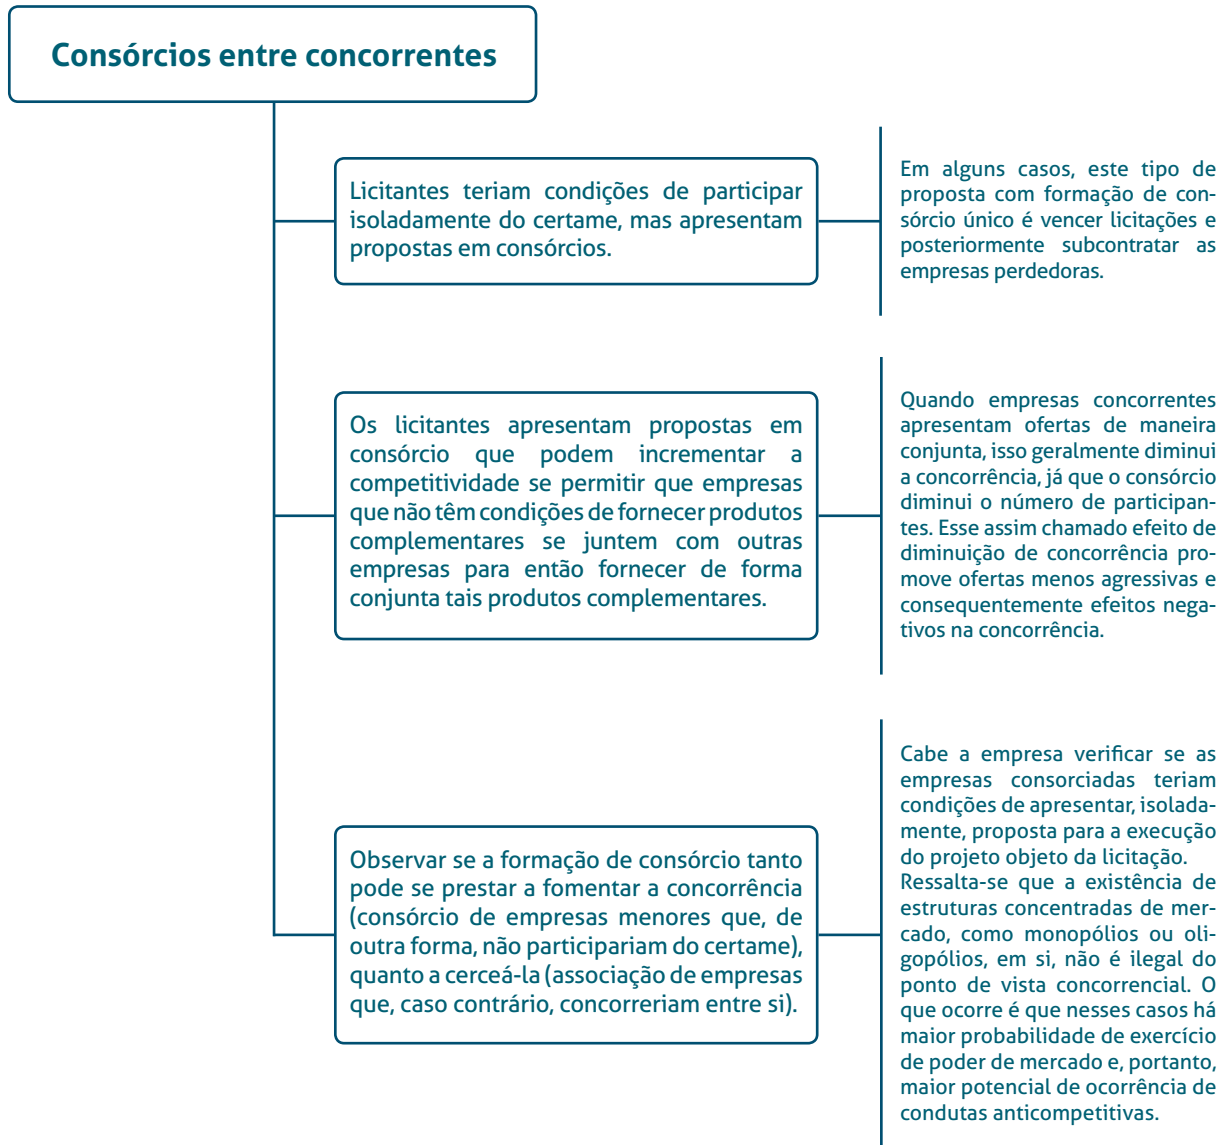 Consórcios entre concorrentes
Licitantes teriam condições de participar
isoladamente do certame, mas apresentam
propostas em consórcios.
Em alguns casos, este tipo de
proposta com formação de con-
sórcio único é vencer licitações e
posteriormente subcontratar as
empresas perdedoras.
Os licitantes apresentam propostas em
consórcio que podem incrementar a
competitividade se permitir que empresas
que não têm condições de fornecer produtos
complementares se juntem com outras
empresas para então fornecer de forma
conjunta tais produtos complementares.
Quando empresas concorrentes
apresentam ofertas de maneira
conjunta, isso geralmente diminui
a concorrência, já que o consórcio
diminui o número de participan-
tes. Esse assim chamado efeito de
diminuição de concorrência pro-
move ofertas menos agressivas e
consequentemente efeitos nega-
tivos na concorrência.
Observar se a formação de consórcio tanto
pode se prestar a fomentar a concorrência
(consórcio de empresas menores que, de
outra forma, não participariam do certame),
quanto a cerceá-la (associação de empresas
que, caso contrário, concorreriam entre si).
Cabe a empresa verificar se as
empresas consorciadas teriam
condições de apresentar, isolada-
mente, proposta para a execução
do projeto objeto da licitação.
Ressalta-se que a existência de
estruturas concentradas de mer-
cado, como monopólios ou oli-
gopólios, em si, não é ilegal do
ponto de vista concorrencial. O
que ocorre é que nesses casos há
maior probabilidade de exercício
de poder de mercado e, portanto,
maior potencial de ocorrência de
condutas anticompetitivas.